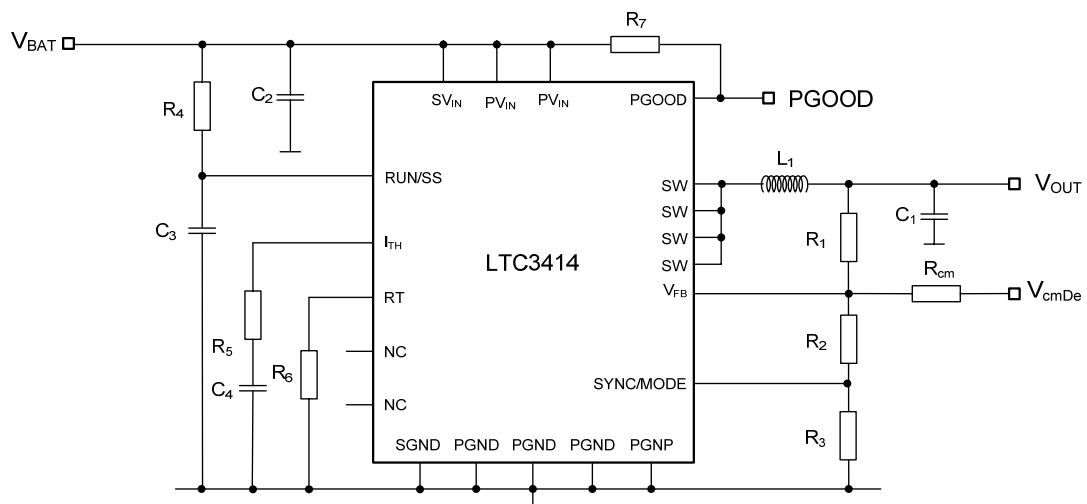 R7
VBAT
C2
R4
SVIN
PVIN
PVIN
PGOOD
PGOOD
RUN/SS
L1
SW
VOUT
SW
C1
C3
ITH
SW
R1
LTC3414
SW
Rcm
RT
VFB
VcmDe
R5
NC
R2
C4
R6
SYNC/MODE
NC
R3
SGND
PGND
PGND
PGND
PGNP